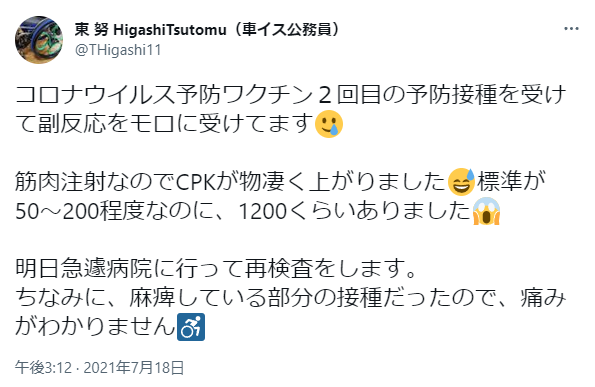 東 努 HigashiTsutomu（車イス公務員）
@THigashi11
コロナウイルス予防ワクチン２回目の予防接種を受け
て副反応をモロに受けてます🥲
筋肉注射なのでCPKが物凄く上がりました😅標準が
50～200程度なのに、1200くらいありました😱
明日急遽病院に行って再検査をします。
ちなみに、麻痺している部分の接種だったので、痛み
がわかりません♿
午後3:12 · 2021年7月18日